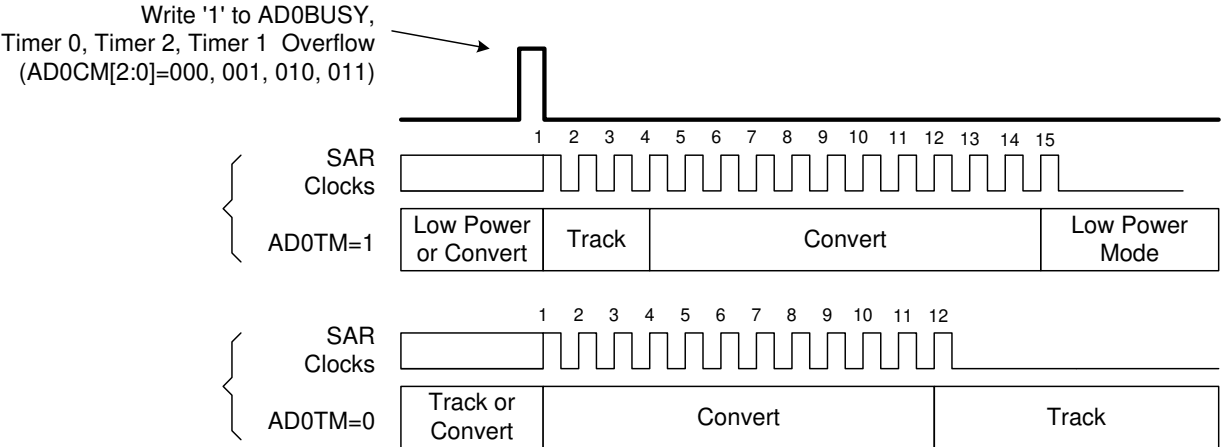 Write '1' to AD0BUSY,
Timer 0, Timer 2, Timer 1 Overflow
(AD0CM[2:0]=000, 001, 010, 011)
1 2 3 4 5 6 7 8 9 10 11 12 13 14 15
SAR
Clocks
AD0TM=1
Low Power
or Convert
Track
Convert
Low Power
Mode
1 2 3 4 5 6 7 8 9 10 11 12
SAR
Clocks
AD0TM=0
Track or
Convert
Convert
Track